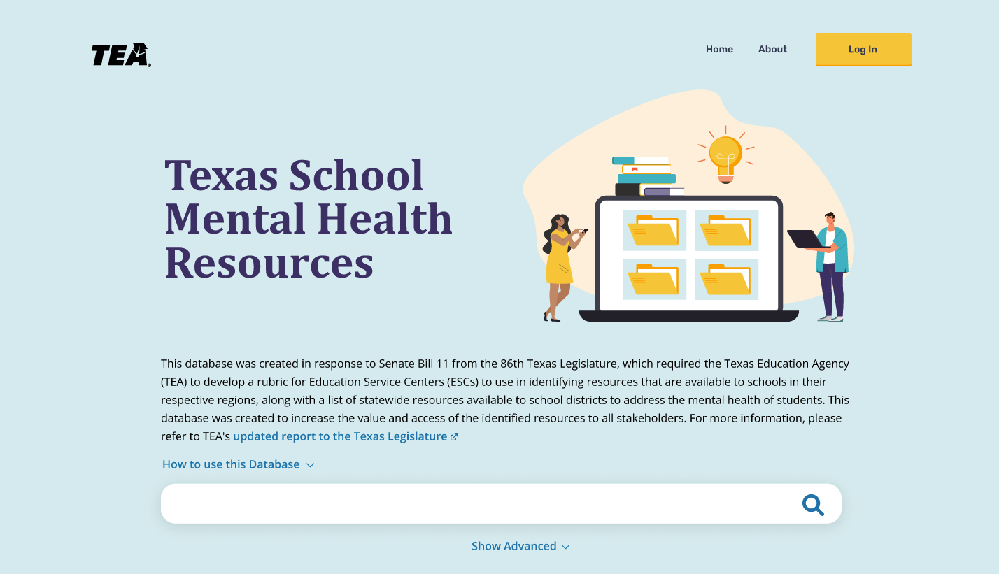 TEA®
Home
About
Log In
Texas School
Mental Health
Resources
This database was created in response to Senate Bill 11 from the 86th Texas Legislature, which required the Texas Education Agency
(TEA) to develop a rubric for Education Service Centers (ESCs) to use in identifying resources that are available to schools in their
respective regions, along with a list of statewide resources available to school districts to address the mental health of students. This
database was created to increase the value and access of the identified resources to all stakeholders. For more information, please
refer to TEA's updated report to the Texas Legislature
How to use this Database
Show Advanced